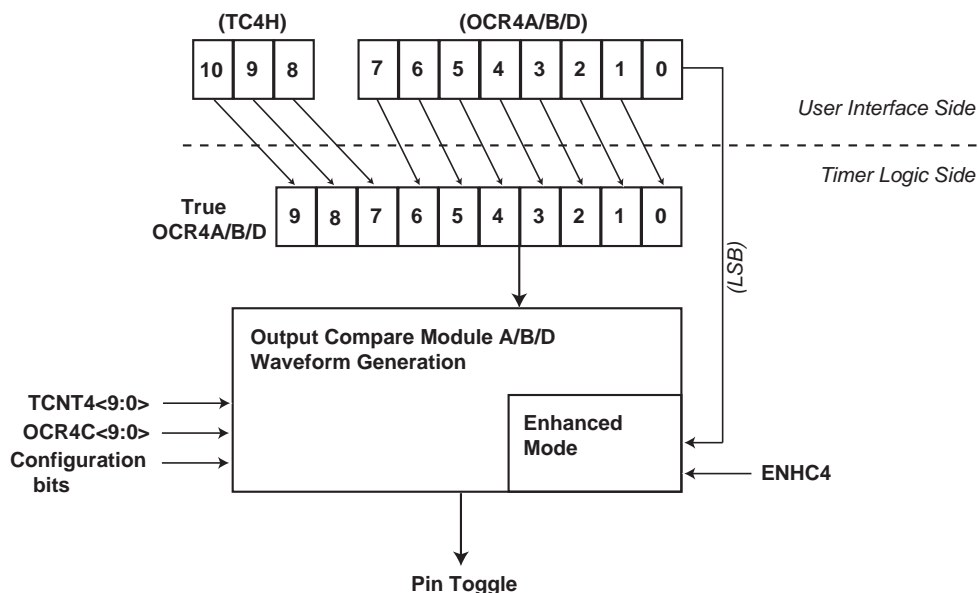 (TC4H) (OCR4A/B/D)
10 9 8 7 6 5 4 3 2 1 0
User Interface Side
Timer Logic Side
True
OCR4A/B/D
9 8 7 6 5 4 3 2 1 0
(LSB)
Output Compare Module A/B/D
Waveform Generation
TCNT4<9:0>
OCR4C<9:0>
Configuration
bits
Enhanced
Mode
ENHC4
Pin Toggle